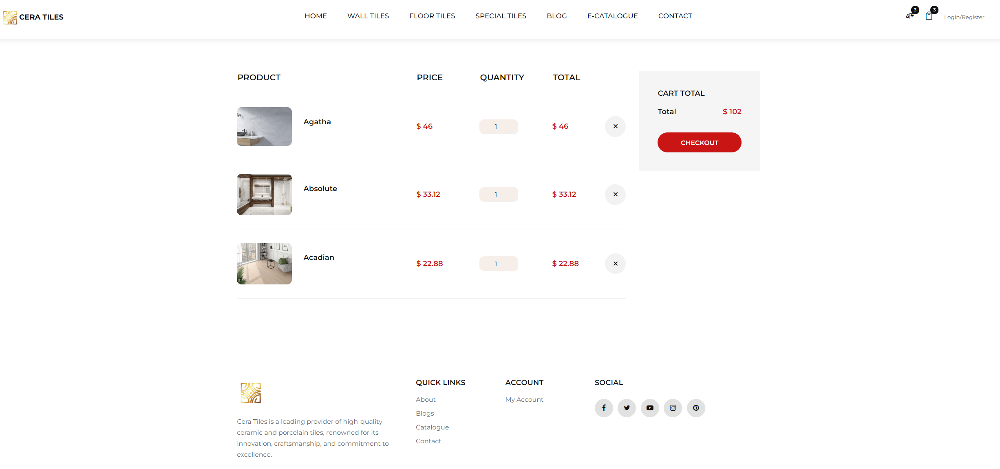 CERA TILES
HOME WALL TILES FLOOR TILES SPECIAL TILES BLOG E-CATALOGUE CONTACT
3 3 Login/Register
PRODUCT PRICE QUANTITY TOTAL
Agatha $ 46 1 $ 46 ×
Absolute $ 33.12 1 $ 33.12 ×
Acadian $ 22.88 1 $ 22.88 ×
CART TOTAL
Total $ 102
CHECKOUT
Cera Tiles is a leading provider of high-quality
ceramic and porcelain tiles, renowned for its
innovation, craftsmanship, and commitment to
excellence.
QUICK LINKS
About
Blogs
Catalogue
Contact
ACCOUNT
My Account
SOCIAL